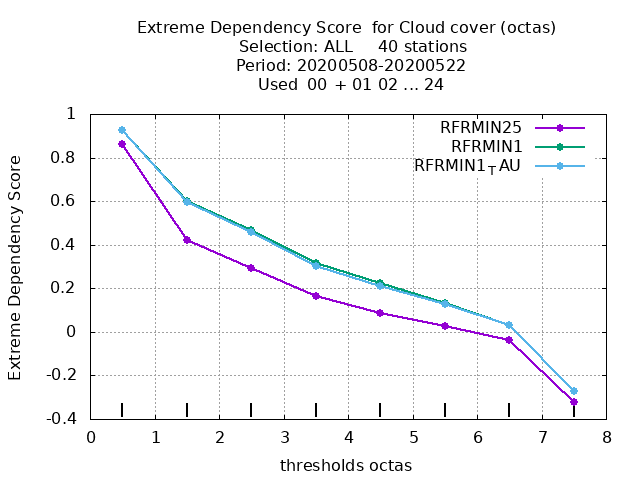 Extreme Dependency Score  for Cloud cover (octas)
Selection: ALL     40 stations
Period: 20200508-20200522
Used  00  + 01 02 ... 24
RFRMIN25
RFRMIN1
RFRMIN1TAU
1
0.8
0.6
0.4
0.2
0
-0.2
-0.4
Extreme Dependency Score
0 1 2 3 4 5 6 7 8
thresholds octas